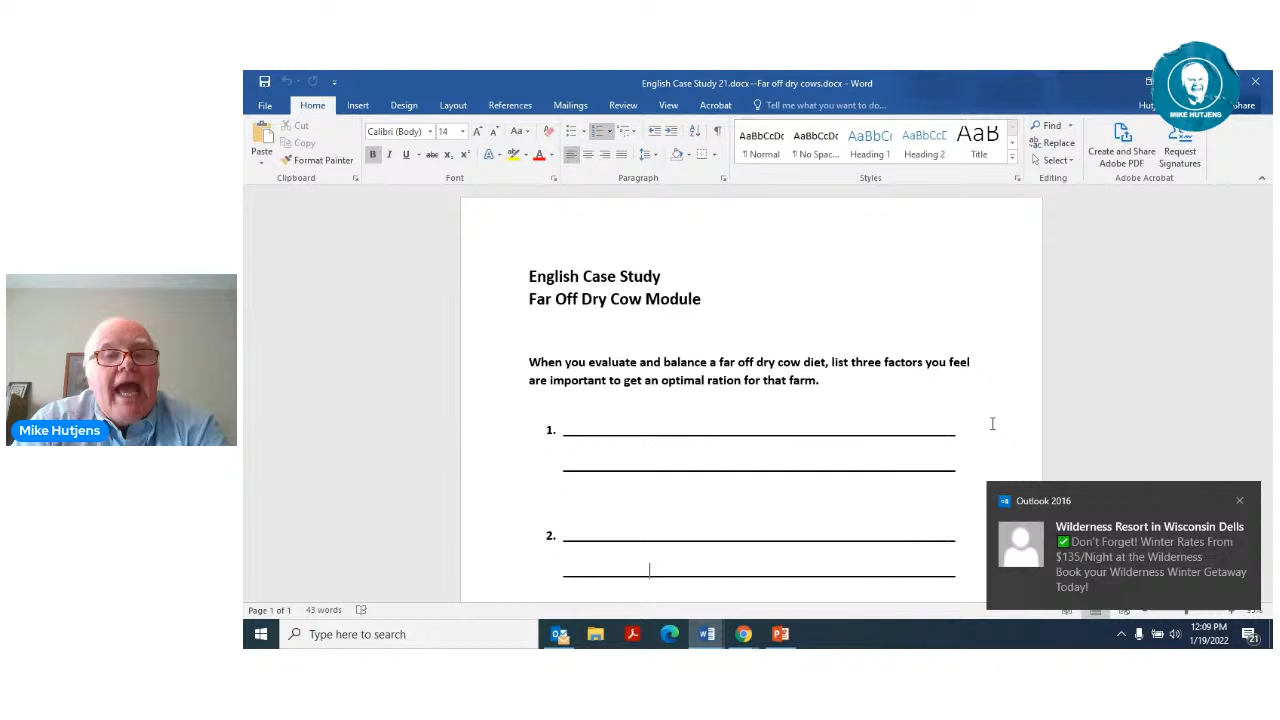 English Case Study 21.docx--Far off dry cows.docx - Word
MIKE HUTJENS
File Home Insert Design Layout References Mailings Review View Acrobat Tell me what you want to do... Hut Share
Paste
Cut
Copy
Format Painter
Clipboard
Calibri (Body) 14
Font
Paragraph
AaBbCcDc AaBbCcDc AaBbC AaBbCcD AaB
¶ Normal ¶ No Spac... Heading 1 Heading 2 Title
Styles
Find
Replace
Select
Editing
Create and Share Adobe PDF
Request Signatures
Adobe Acrobat
English Case Study
Far Off Dry Cow Module
When you evaluate and balance a far off dry cow diet, list three factors you feel
are important to get an optimal ration for that farm.
1.
2.
Mike Hutjens
Outlook 2016
Wilderness Resort in Wisconsin Dells
Don't Forget! Winter Rates From
$135/Night at the Wilderness
Book your Wilderness Winter Getaway
Today!
Page 1 of 1 43 words
Type here to search
12:09 PM
1/19/2022
21